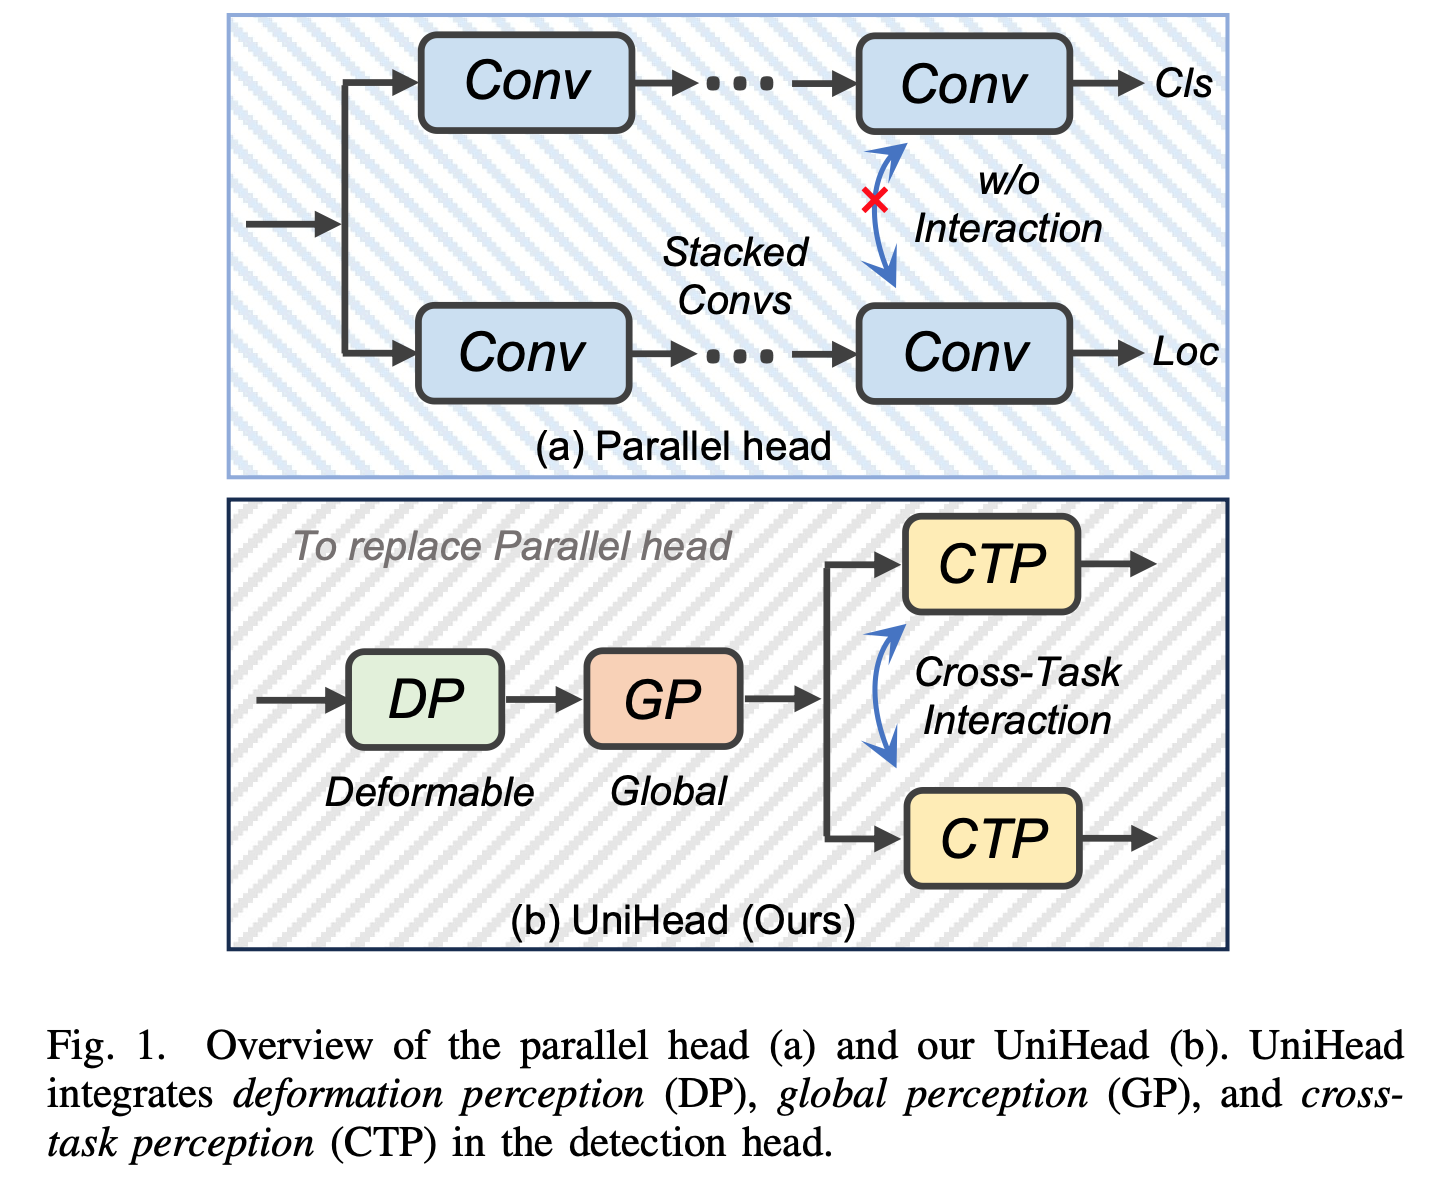 Conv
Conv
Cls
w/o
Interaction
Stacked
Convs
Conv
Conv
Loc
(a) Parallel head
To replace Parallel head
CTP
DP
GP
Cross-Task
Interaction
Deformable
Global
CTP
(b) UniHead (Ours)
Fig. 1. Overview of the parallel head (a) and our UniHead (b). UniHead
integrates deformation perception (DP), global perception (GP), and cross-
task perception (CTP) in the detection head.